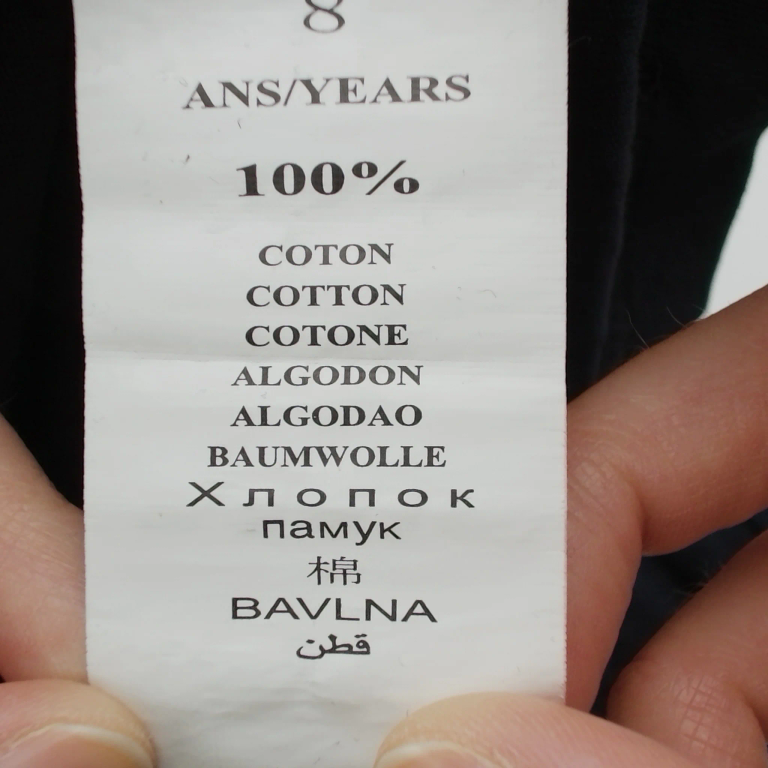 8
ANS/YEARS
100%
COTON
COTTON
COTONE
ALGODON
ALGODAO
BAUMWOLLE
Хлопок
памук
棉
BAVLNA
قطن